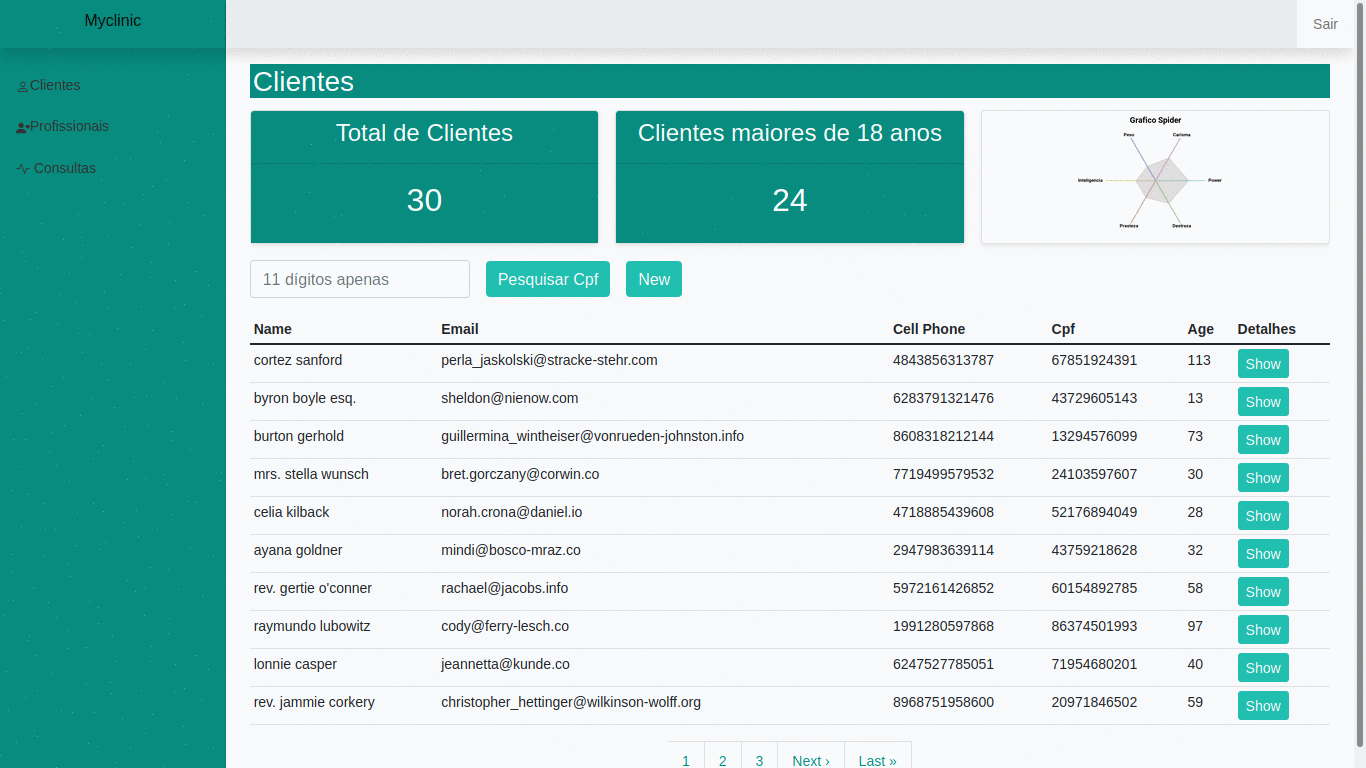 Myclinic
Sair
Clientes
Profissionais
Consultas
Clientes
Total de Clientes
30
Clientes maiores de 18 anos
24
Grafico Spider
Peso Carisma
Inteligencia Power
Presteza Destreza
11 dígitos apenas Pesquisar Cpf New
Name Email Cell Phone Cpf Age Detalhes
cortez sanford perla_jaskolski@stracke-stehr.com 4843856313787 67851924391 113 Show
byron boyle esq. sheldon@nienow.com 6283791321476 43729605143 13 Show
burton gerhold guillermina_wintheiser@vonrueden-johnston.info 8608318212144 13294576099 73 Show
mrs. stella wunsch bret.gorczany@corwin.co 7719499579532 24103597607 30 Show
celia kilback norah.crona@daniel.io 4718885439608 52176894049 28 Show
ayana goldner mindi@bosco-mraz.co 2947983639114 43759218628 32 Show
rev. gertie o'conner rachael@jacobs.info 5972161426852 60154892785 58 Show
raymundo lubowitz cody@ferry-lesch.co 1991280597868 86374501993 97 Show
lonnie casper jeannetta@kunde.co 6247527785051 71954680201 40 Show
rev. jammie corkery christopher_hettinger@wilkinson-wolff.org 8968751958600 20971846502 59 Show
1 2 3 Next › Last »